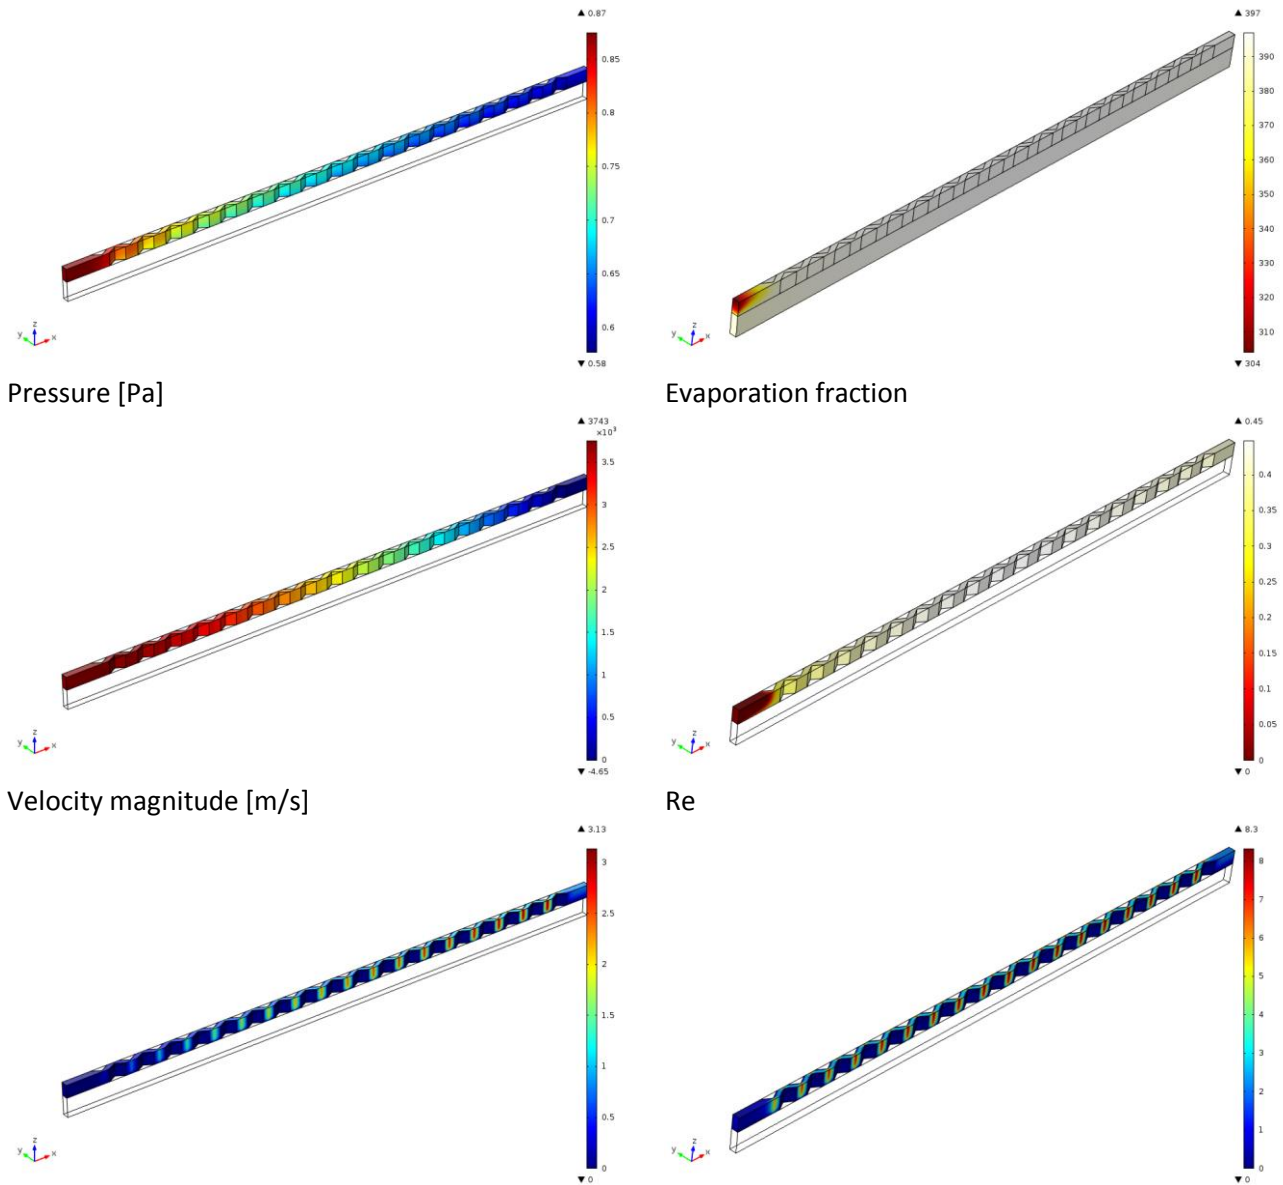 ▲ 0.87
0.85
0.8
0.75
0.7
0.65
0.6
▼ 0.58
z
y
x
▲ 397
390
380
370
360
350
340
330
320
310
▼ 304
z
y
x
Pressure [Pa]
Evaporation fraction
▲ 3743
×10³
3.5
3
2.5
2
1.5
1
0.5
0
▼ -4.65
z
y
x
▲ 0.45
0.4
0.35
0.3
0.25
0.2
0.15
0.1
0.05
0
▼ 0
z
y
x
Velocity magnitude [m/s]
Re
▲ 3.13
3
2.5
2
1.5
1
0.5
0
▼ 0
z
y
x
▲ 8.3
8
7
6
5
4
3
2
1
0
▼ 0
z
y
x